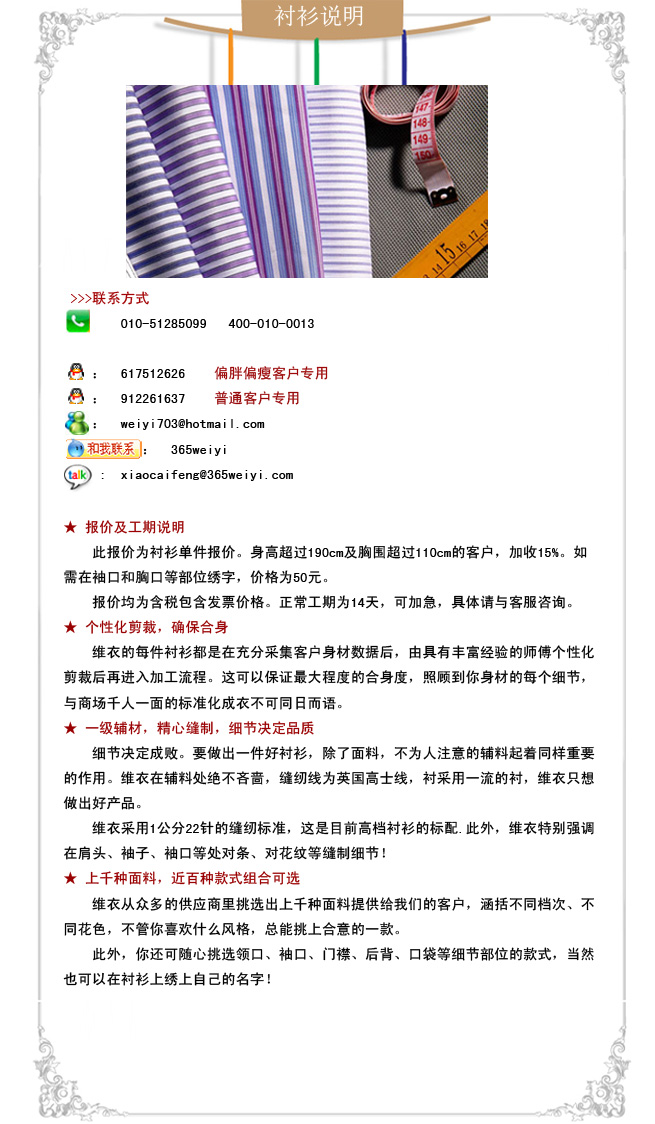 衬衫说明
147
148
149
150
14 15 16 17 18
>>>联系方式
010-51285099 400-010-0013
： 617512626 偏胖偏瘦客户专用
： 912261637 普通客户专用
： weiyi703@hotmail.com
和我联系： 365weiyi
talk ： xiaocaifeng@365weiyi.com
★ 报价及工期说明
此报价为衬衫单件报价。身高超过190cm及胸围超过110cm的客户，加收15%。如
需在袖口和胸口等部位绣字，价格为50元。
报价均为含税包含发票价格。正常工期为14天，可加急，具体请与客服咨询。
★ 个性化剪裁，确保合身
维衣的每件衬衫都是在充分采集客户身材数据后，由具有丰富经验的师傅个性化
剪裁后再进入加工流程。这可以保证最大程度的合身度，照顾到你身材的每个细节，
与商场千人一面的标准化成衣不可同日而语。
★ 一级辅材，精心缝制，细节决定品质
细节决定成败。要做出一件好衬衫，除了面料，不为人注意的辅料起着同样重要
的作用。维衣在辅料处绝不吝啬，缝纫线为英国高士线，衬采用一流的衬，维衣只想
做出好产品。
维衣采用1公分22针的缝纫标准，这是目前高档衬衫的标配.此外，维衣特别强调
在肩头、袖子、袖口等处对条、对花纹等缝制细节！
★ 上千种面料，近百种款式组合可选
维衣从众多的供应商里挑选出上千种面料提供给我们的客户，涵括不同档次、不
同花色，不管你喜欢什么风格，总能挑上合意的一款。
此外，你还可随心挑选领口、袖口、门襟、后背、口袋等细节部位的款式，当然
也可以在衬衫上绣上自己的名字！